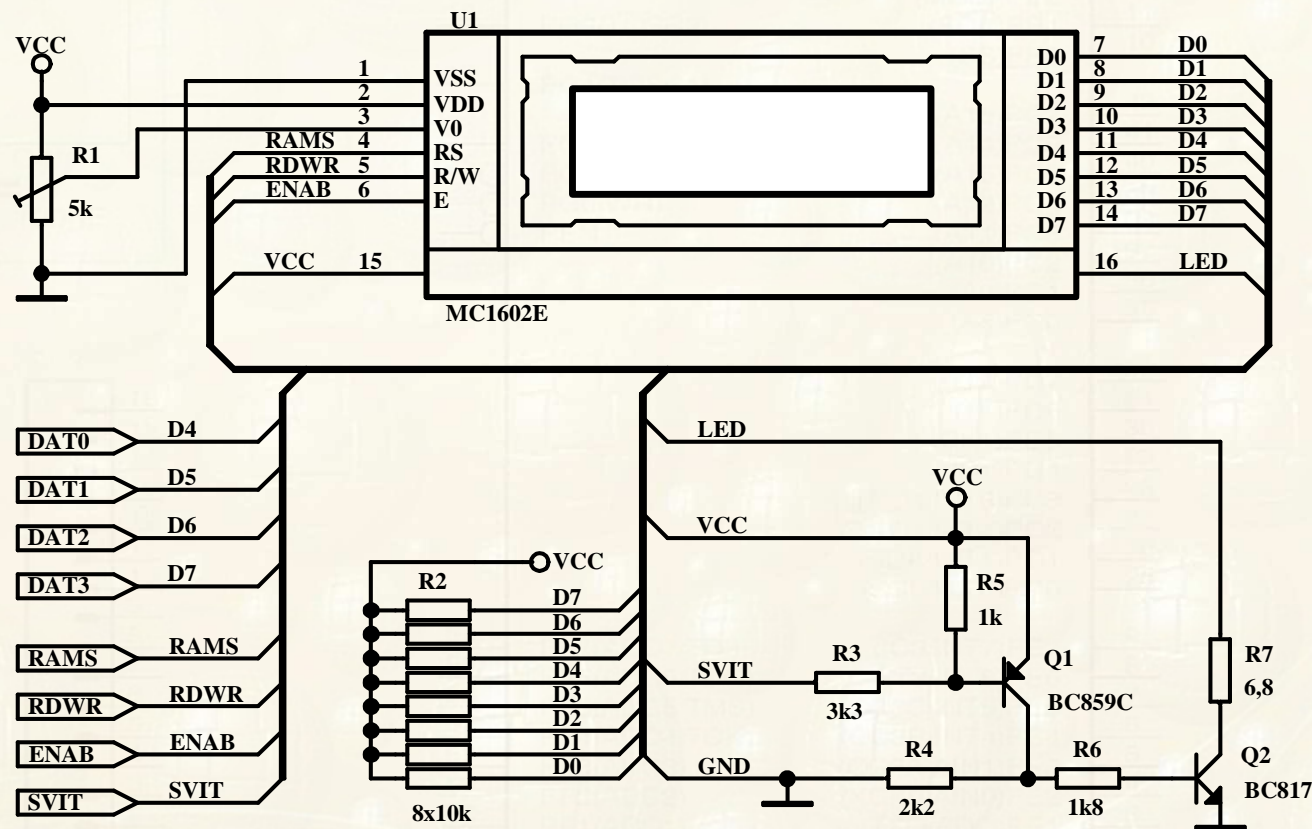 U1
VCC
1 VSS
2 VDD
3 V0
RAMS 4 RS
RDWR 5 R/W
ENAB 6 E
VCC 15
R1
5k
D0 7 D0
D1 8 D1
D2 9 D2
D3 10 D3
D4 11 D4
D5 12 D5
D6 13 D6
D7 14 D7
16 LED
MC1602E
DAT0 D4
DAT1 D5
DAT2 D6
DAT3 D7
RAMS RAMS
RDWR RDWR
ENAB ENAB
SVIT SVIT
VCC
R2
D7
D6
D5
D4
D3
D2
D1
D0
8x10k
LED
VCC
VCC
R5
1k
SVIT
R3
3k3
Q1
BC859C
R7
6,8
GND
R4
2k2
R6
1k8
Q2
BC817